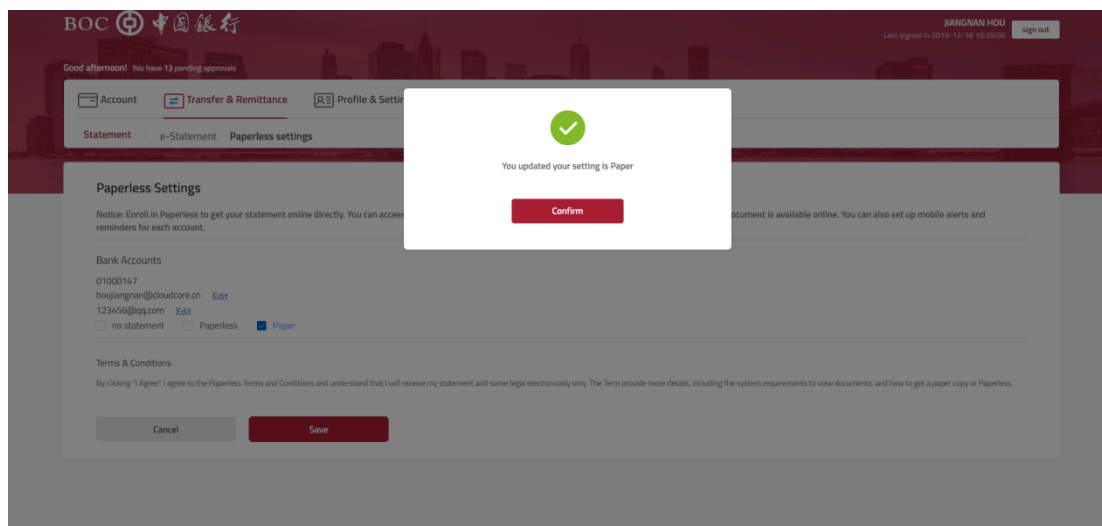 BOC 中国銀行
JIANGNAN HOU
Last signed in 2019-12-18 15:25:00
sign out
Good afternoon! You have 13 pending approvals
Account Transfer & Remittance Profile & Settin
Statement e-Statement Paperless settings
You updated your setting is Paper
Confirm
Paperless Settings
Notice: Enroll in Paperless to get your statement online directly. You can access ocument is available online. You can also set up mobile alerts and
reminders for each account.
Bank Accounts
01000147
houjiangnan@cloudcore.cn Edit
123456@qq.com Edit
no statement Paperless Paper
Terms & Conditions
By clicking "I Agree". I agree to the Paperless Terms and Conditions and understand that I will receive my statement and some legal electronically only. The Term provide more details, including the system requirements to view documents, and how to get a paper copy or Paperless.
Cancel Save